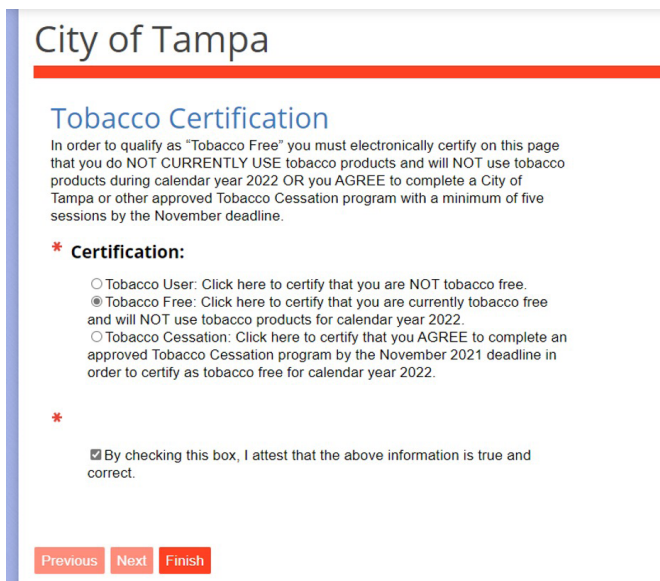 City of Tampa
Tobacco Certification
In order to qualify as “Tobacco Free” you must electronically certify on this page
that you do NOT CURRENTLY USE tobacco products and will NOT use tobacco
products during calendar year 2022 OR you AGREE to complete a City of
Tampa or other approved Tobacco Cessation program with a minimum of five
sessions by the November deadline.
* Certification:
Tobacco User: Click here to certify that you are NOT tobacco free.
Tobacco Free: Click here to certify that you are currently tobacco free
and will NOT use tobacco products for calendar year 2022.
Tobacco Cessation: Click here to certify that you AGREE to complete an
approved Tobacco Cessation program by the November 2021 deadline in
order to certify as tobacco free for calendar year 2022.
*
By checking this box, I attest that the above information is true and
correct.
Previous Next Finish